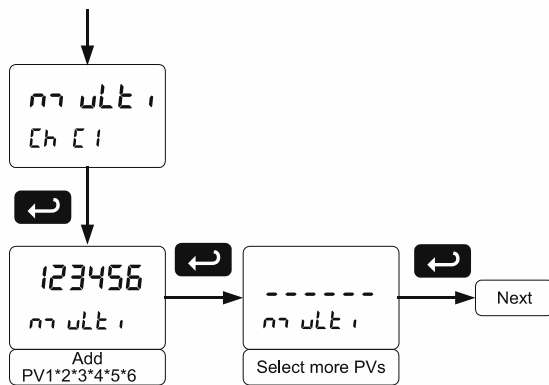 multi
Ch C1
123456
multi
Add
PV1*2*3*4*5*6
------
multi
Select more PVs
Next